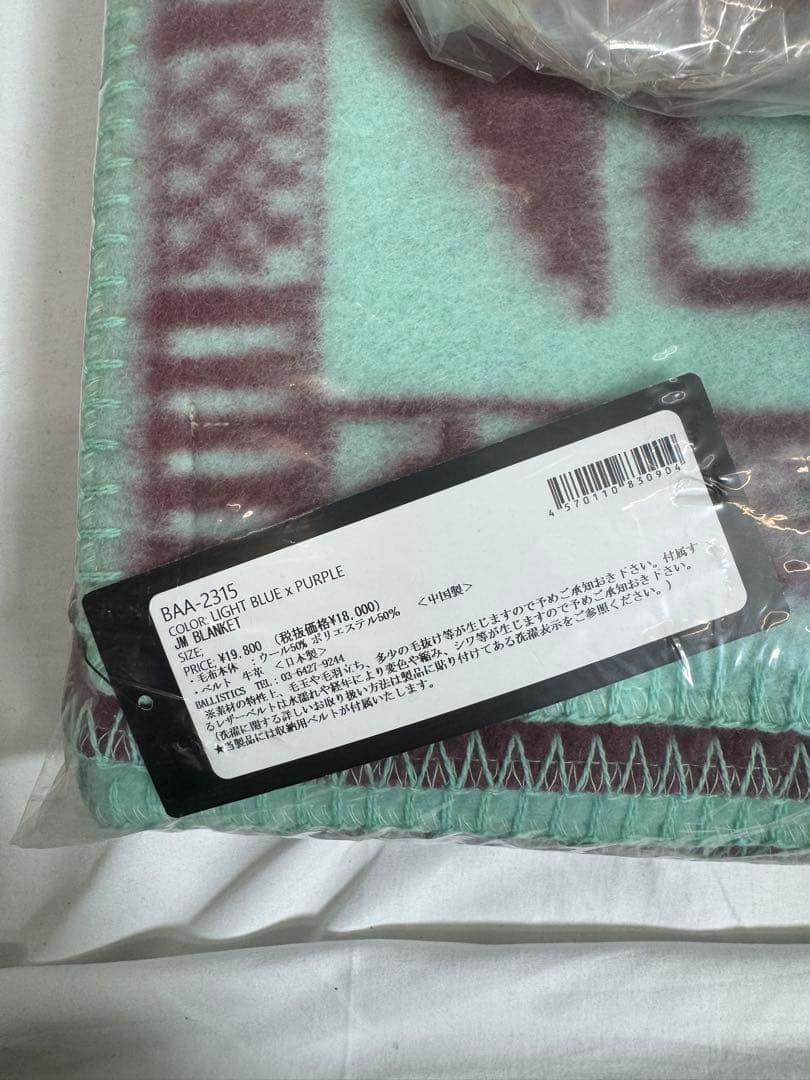 4 570110 830904
BAA-2315
COLOR: LIGHT BLUE x PURPLE
JM BLANKET
SIZE;
PRICE; ¥19,800 (税抜価格¥18,000)
・毛布本体 : ウール50% ポリエステル50% <中国製>
・ベルト 牛革 <日本製>
BALLISTICS TEL : 03-6427-9244
※素材の特性上、毛玉や毛羽立ち、多少の毛抜け等が生じますので予めご承知おき下さい。付属す
るレザーベルトは水濡れや経年により変色や縮み、シワ等が生じますので予めご承知おき下さい。
(洗濯に関する詳しいお取り扱い方法は製品に貼り付けてある洗濯表示をご参照ください。)
★当製品には収納用ベルトが付属いたします。